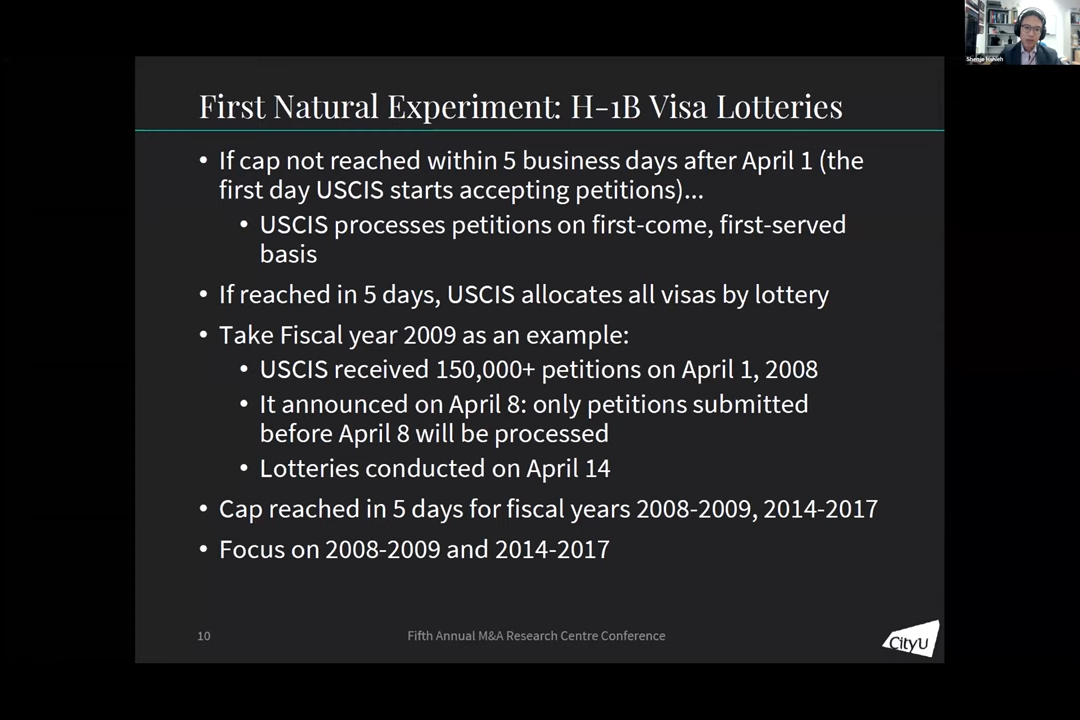 First Natural Experiment: H-1B Visa Lotteries
• If cap not reached within 5 business days after April 1 (the
first day USCIS starts accepting petitions)...
• USCIS processes petitions on first-come, first-served
basis
• If reached in 5 days, USCIS allocates all visas by lottery
• Take Fiscal year 2009 as an example:
• USCIS received 150,000+ petitions on April 1, 2008
• It announced on April 8: only petitions submitted
before April 8 will be processed
• Lotteries conducted on April 14
• Cap reached in 5 days for fiscal years 2008-2009, 2014-2017
• Focus on 2008-2009 and 2014-2017
10
Fifth Annual M&A Research Centre Conference
CityU